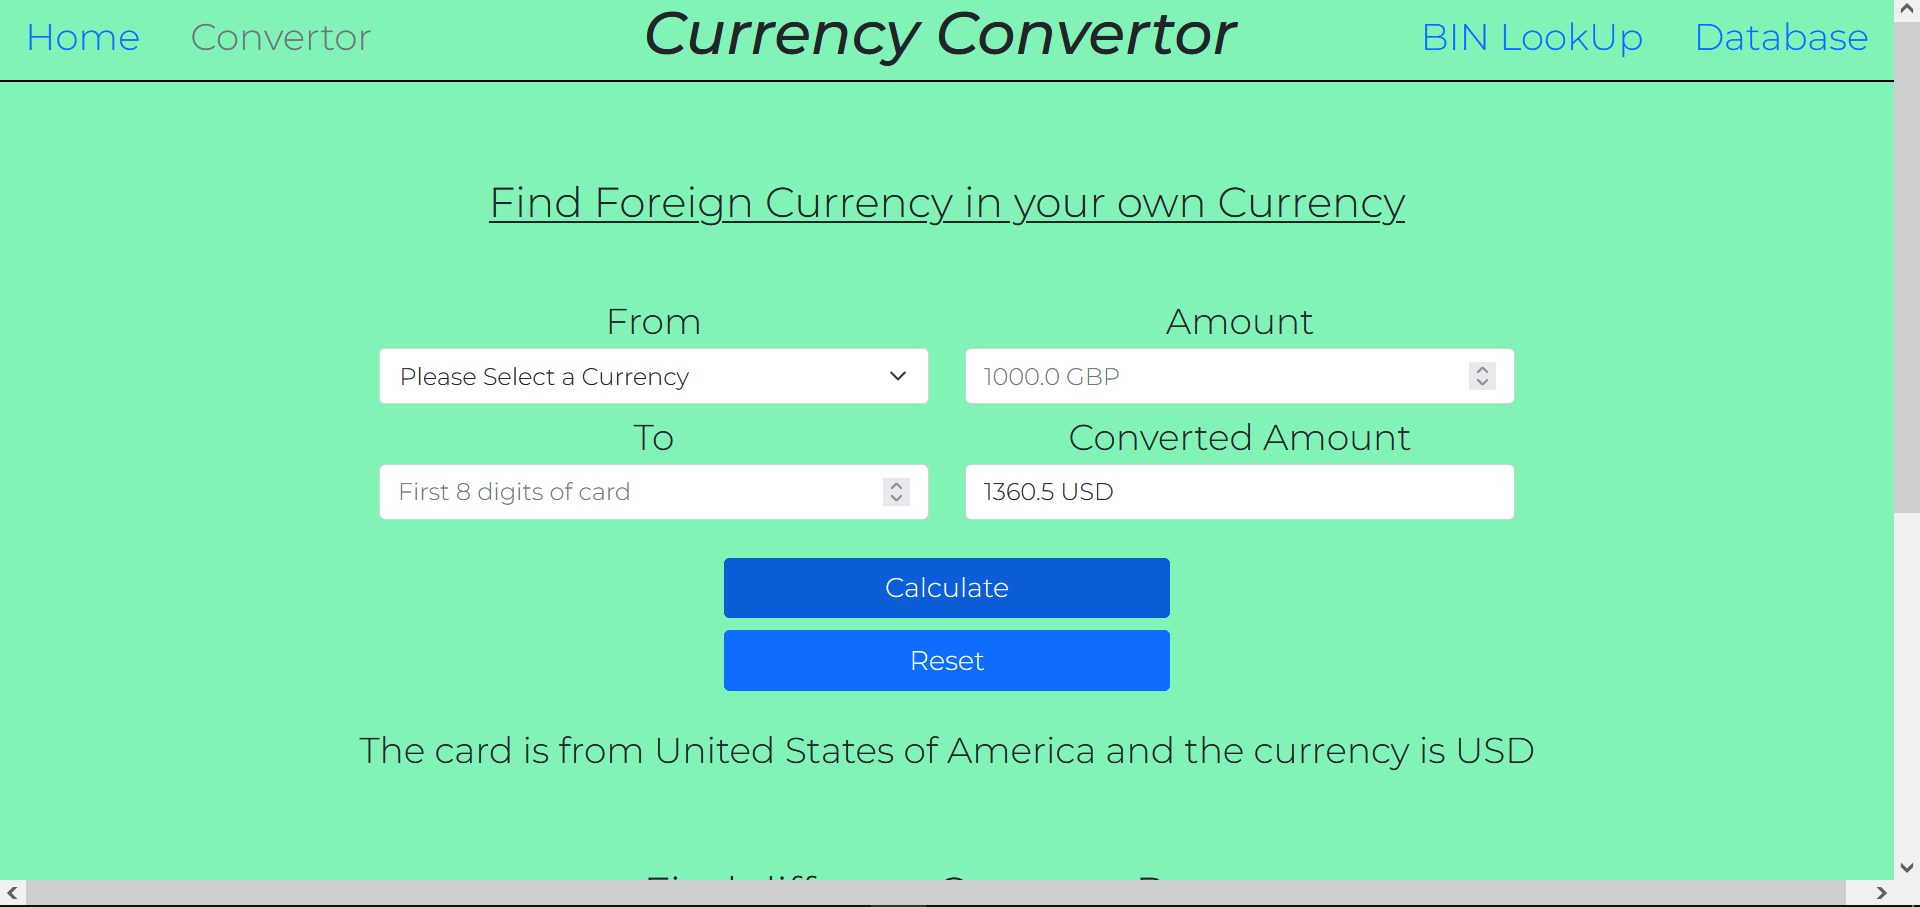 Home Convertor Currency Convertor BIN LookUp Database
Find Foreign Currency in your own Currency
From Amount
Please Select a Currency 1000.0 GBP
To Converted Amount
First 8 digits of card 1360.5 USD
Calculate
Reset
The card is from United States of America and the currency is USD